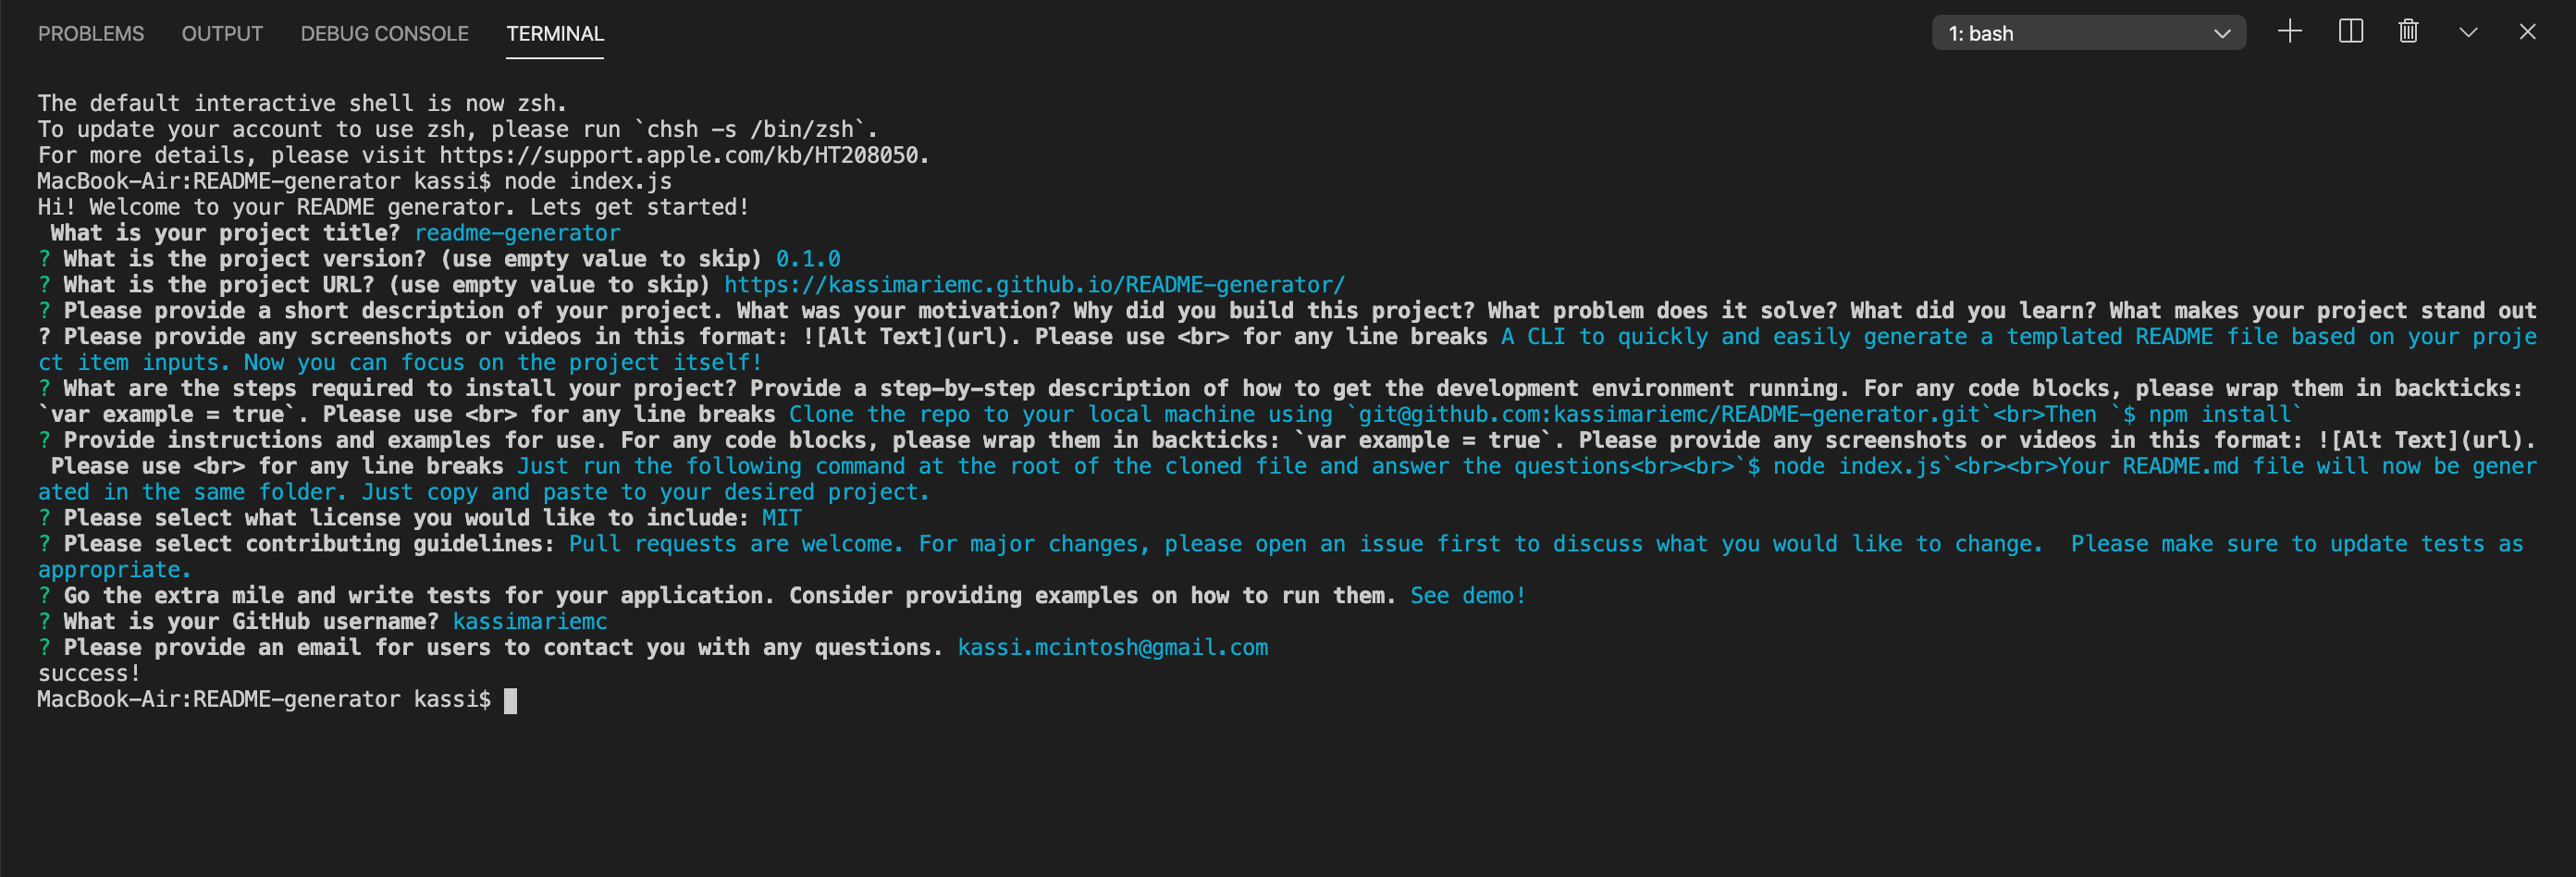 PROBLEMS OUTPUT DEBUG CONSOLE TERMINAL 1: bash
The default interactive shell is now zsh.
To update your account to use zsh, please run `chsh -s /bin/zsh`.
For more details, please visit https://support.apple.com/kb/HT208050.
MacBook-Air:README-generator kassi$ node index.js
Hi! Welcome to your README generator. Lets get started!
What is your project title? readme-generator
? What is the project version? (use empty value to skip) 0.1.0
? What is the project URL? (use empty value to skip) https://kassimariemc.github.io/README-generator/
? Please provide a short description of your project. What was your motivation? Why did you build this project? What problem does it solve? What did you learn? What makes your project stand out
? Please provide any screenshots or videos in this format: ![Alt Text](url). Please use <br> for any line breaks A CLI to quickly and easily generate a templated README file based on your proje
ct item inputs. Now you can focus on the project itself!
? What are the steps required to install your project? Provide a step-by-step description of how to get the development environment running. For any code blocks, please wrap them in backticks:
`var example = true`. Please use <br> for any line breaks Clone the repo to your local machine using `git@github.com:kassimariemc/README-generator.git`<br>Then `$ npm install`
? Provide instructions and examples for use. For any code blocks, please wrap them in backticks: `var example = true`. Please provide any screenshots or videos in this format: ![Alt Text](url).
Please use <br> for any line breaks Just run the following command at the root of the cloned file and answer the questions<br><br>`$ node index.js`<br><br>Your README.md file will now be gener
ated in the same folder. Just copy and paste to your desired project.
? Please select what license you would like to include: MIT
? Please select contributing guidelines: Pull requests are welcome. For major changes, please open an issue first to discuss what you would like to change.  Please make sure to update tests as
appropriate.
? Go the extra mile and write tests for your application. Consider providing examples on how to run them. See demo!
? What is your GitHub username? kassimariemc
? Please provide an email for users to contact you with any questions. kassi.mcintosh@gmail.com
success!
MacBook-Air:README-generator kassi$